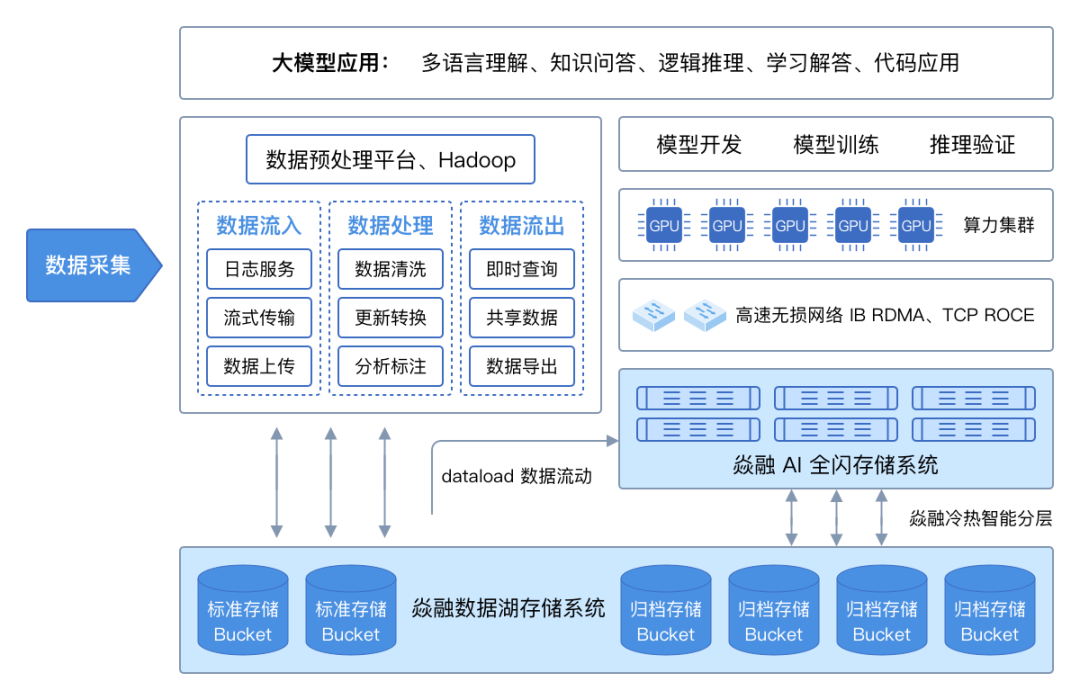 大模型应用： 多语言理解、知识问答、逻辑推理、学习解答、代码应用
数据采集
数据预处理平台、Hadoop
数据流入
日志服务
流式传输
数据上传
数据处理
数据清洗
更新转换
分析标注
数据流出
即时查询
共享数据
数据导出
模型开发 模型训练 推理验证
GPU GPU GPU GPU GPU 算力集群
高速无损网络 IB RDMA、TCP ROCE
焱融 AI 全闪存储系统
dataload 数据流动
焱融冷热智能分层
标准存储
Bucket
标准存储
Bucket
焱融数据湖存储系统
归档存储
Bucket
归档存储
Bucket
归档存储
Bucket
归档存储
Bucket